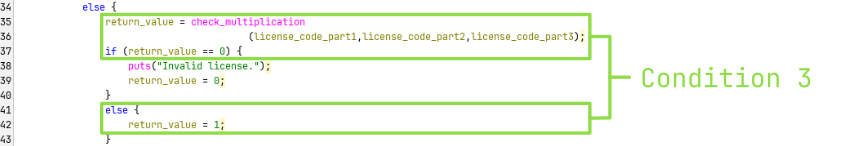 34 else {
35 return_value = check_multiplication
36 (license_code_part1,license_code_part2,license_code_part3);
37 if (return_value == 0) {
38 puts("Invalid license.");
39 return_value = 0;
40 }
41 else {
42 return_value = 1;
43 }
Condition 3